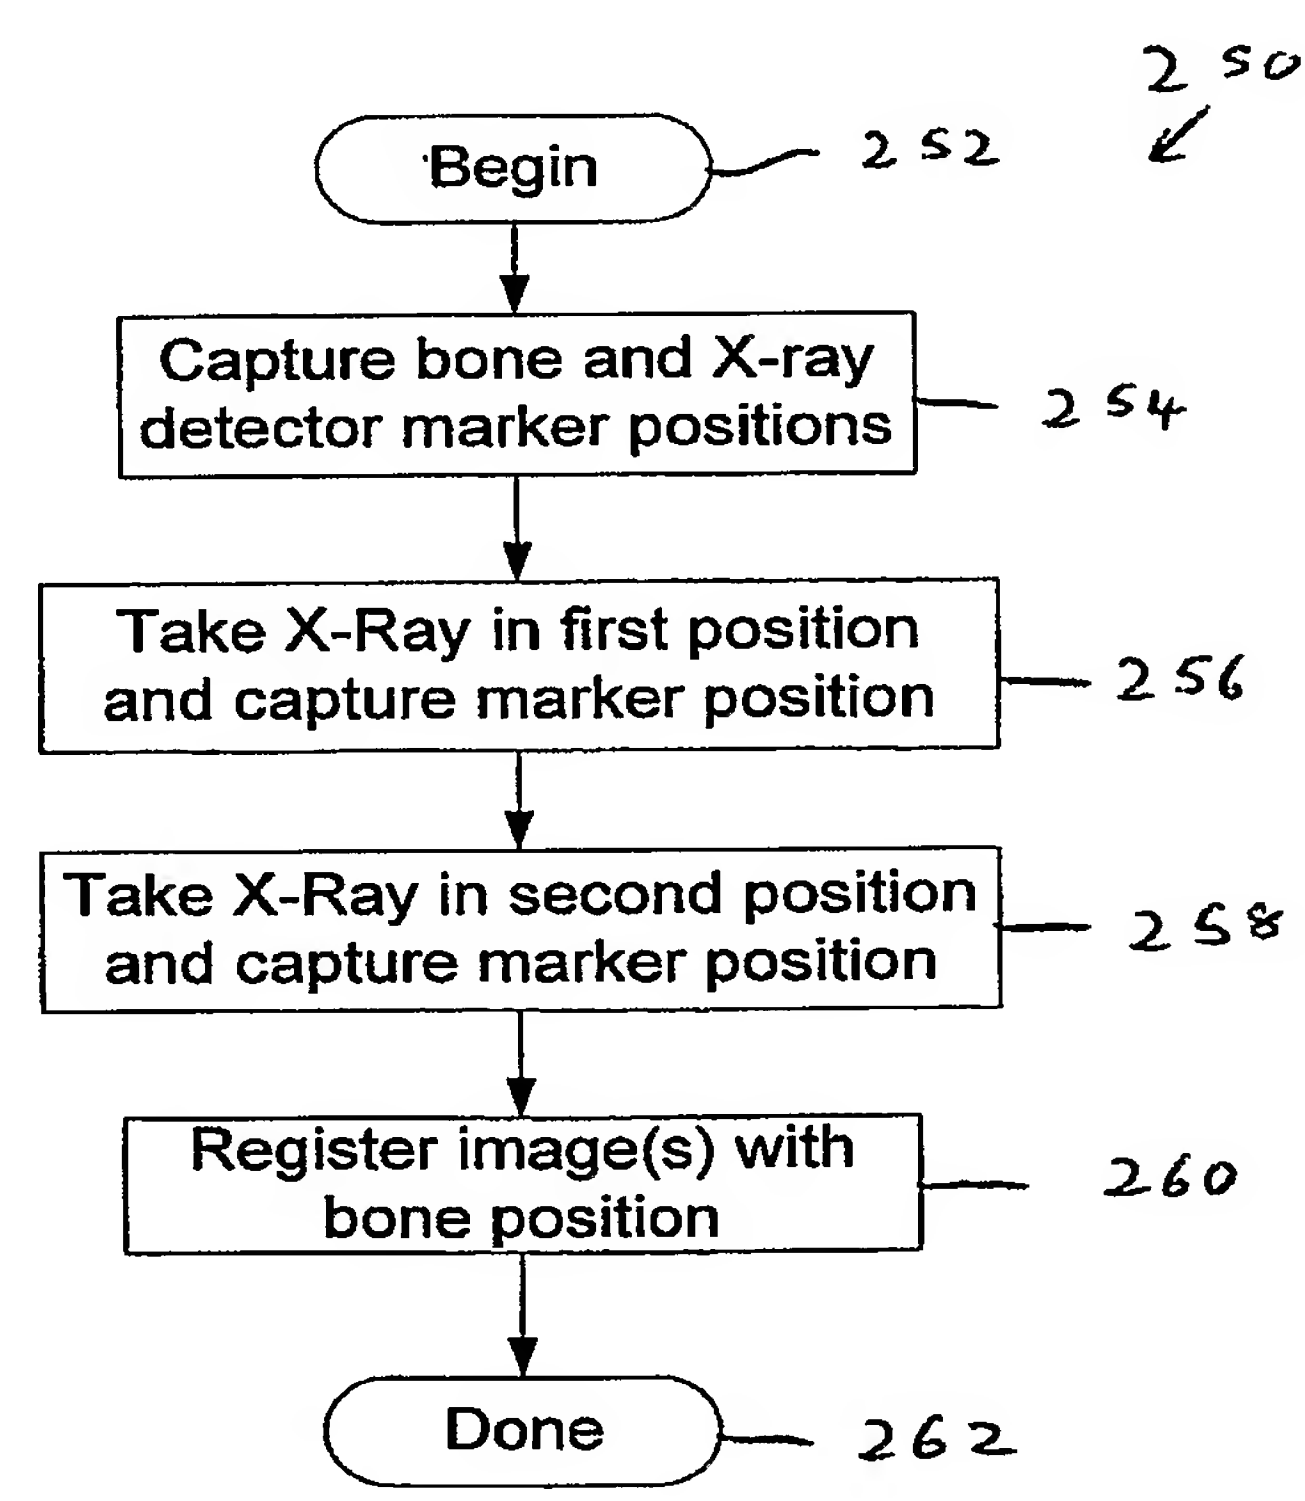 250
Begin
252
Capture bone and X-ray
detector marker positions
254
Take X-Ray in first position
and capture marker position
256
Take X-Ray in second position
and capture marker position
258
Register image(s) with
bone position
260
Done
262